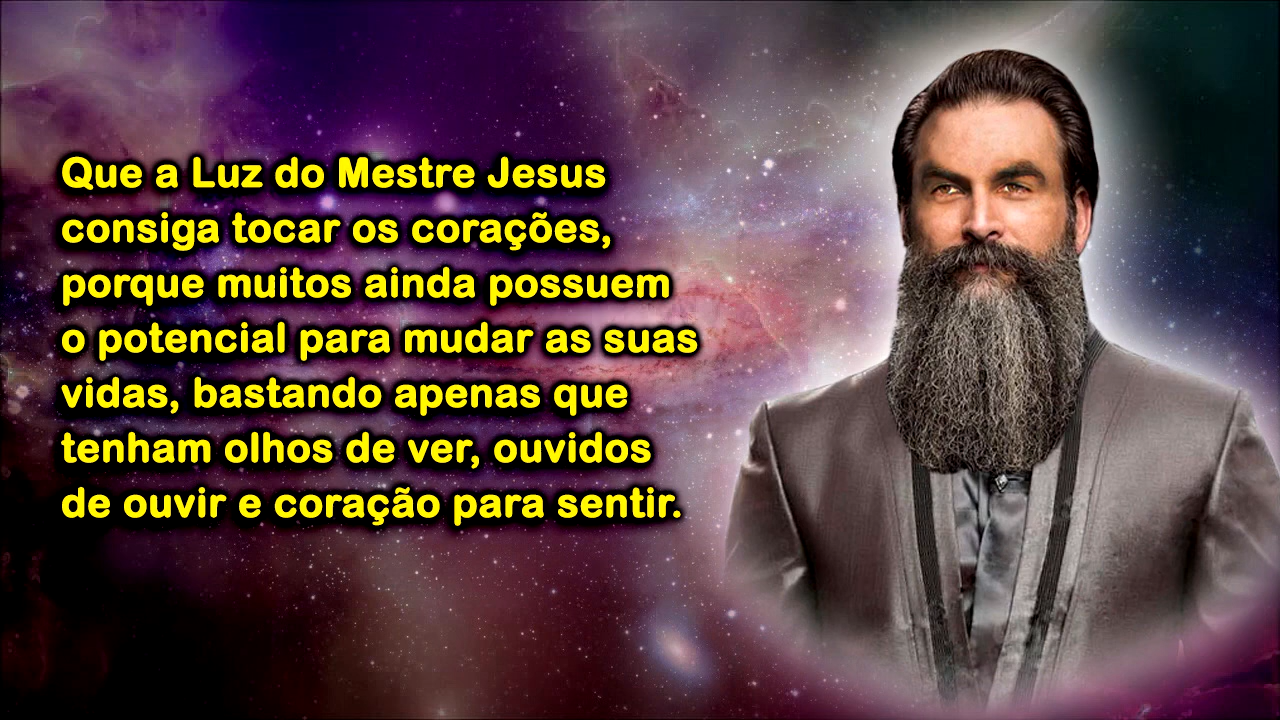 Que a Luz do Mestre Jesus
consiga tocar os corações,
porque muitos ainda possuem
o potencial para mudar as suas
vidas, bastando apenas que
tenham olhos de ver, ouvidos
de ouvir e coração para sentir.